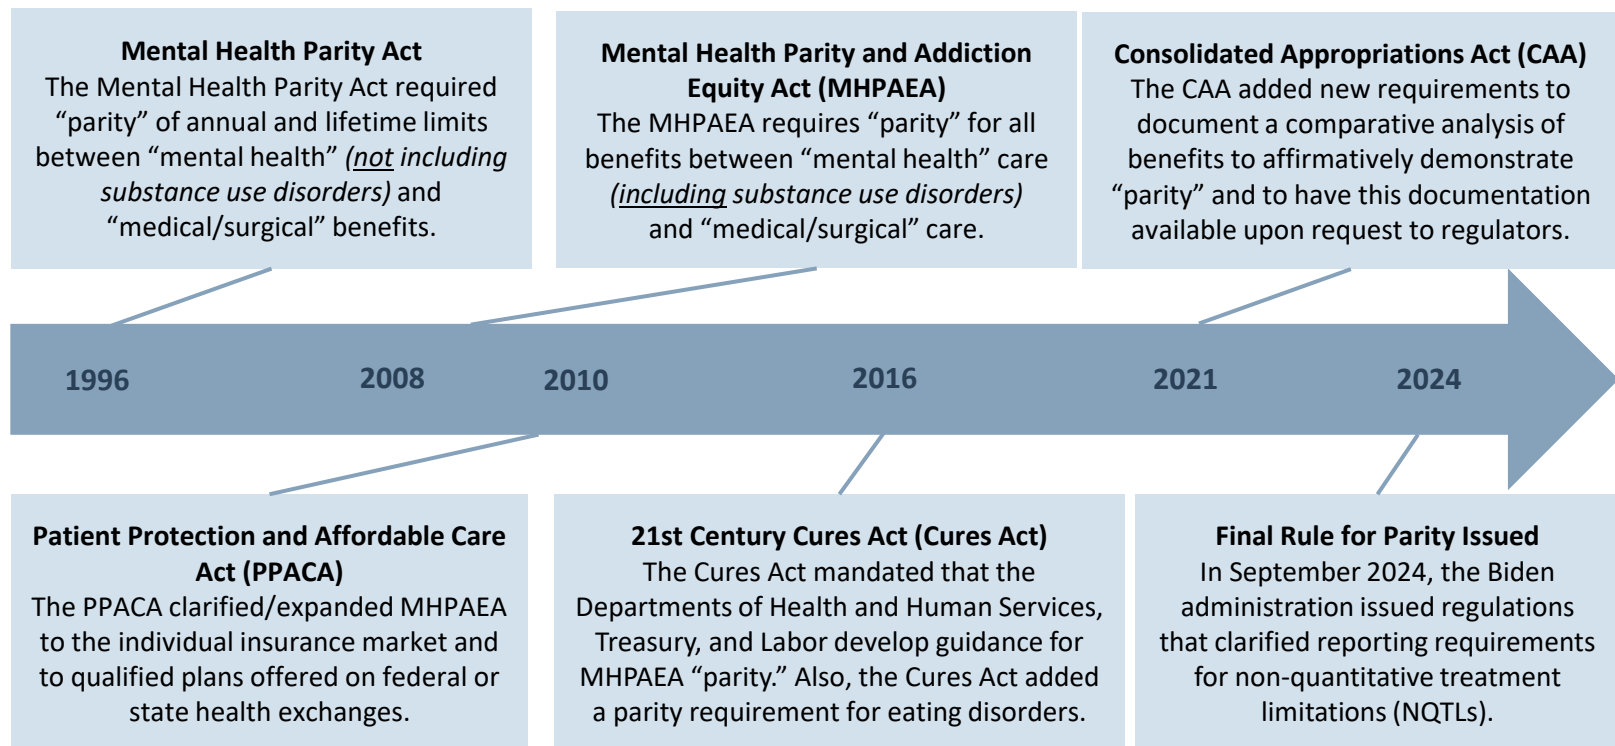 Mental Health Parity Act
The Mental Health Parity Act required
“parity” of annual and lifetime limits
between “mental health” (not including
substance use disorders) and
“medical/surgical” benefits.
Mental Health Parity and Addiction
Equity Act (MHPAEA)
The MHPAEA requires “parity” for all
benefits between “mental health” care
(including substance use disorders)
and “medical/surgical” care.
Consolidated Appropriations Act (CAA)
The CAA added new requirements to
document a comparative analysis of
benefits to affirmatively demonstrate
“parity” and to have this documentation
available upon request to regulators.
1996
2008
2010
2016
2021
2024
Patient Protection and Affordable Care
Act (PPACA)
The PPACA clarified/expanded MHPAEA
to the individual insurance market and
to qualified plans offered on federal or
state health exchanges.
21st Century Cures Act (Cures Act)
The Cures Act mandated that the
Departments of Health and Human Services,
Treasury, and Labor develop guidance for
MHPAEA “parity.” Also, the Cures Act added
a parity requirement for eating disorders.
Final Rule for Parity Issued
In September 2024, the Biden
administration issued regulations
that clarified reporting requirements
for non-quantitative treatment
limitations (NQTLs).